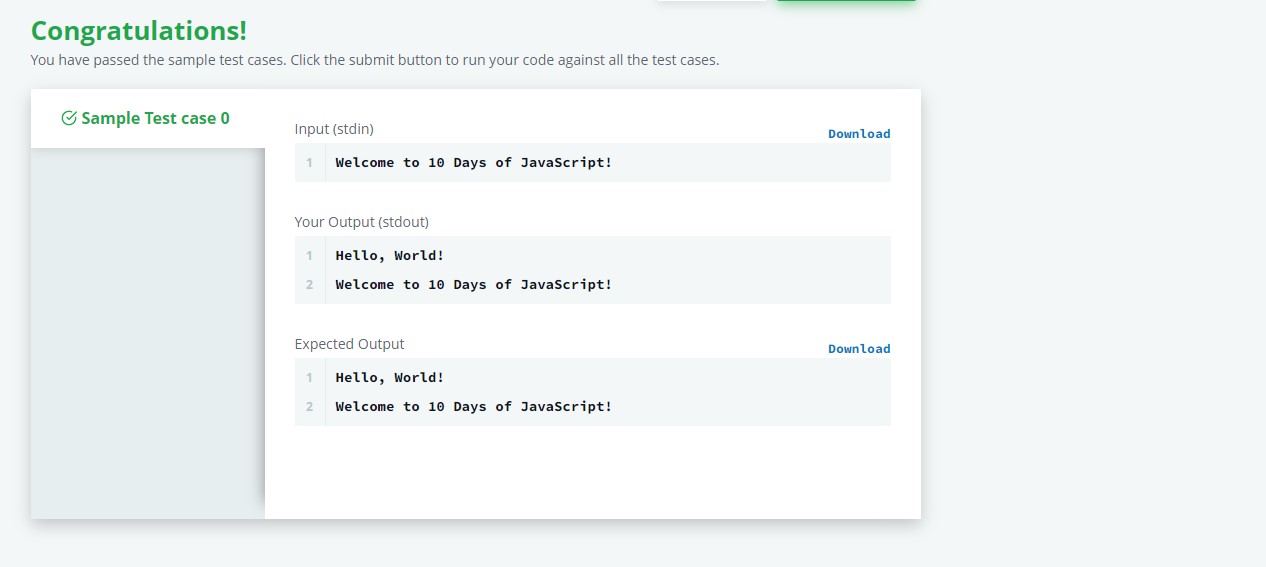 Congratulations!
You have passed the sample test cases. Click the submit button to run your code against all the test cases.
Sample Test case 0
Input (stdin)
Download
1 Welcome to 10 Days of JavaScript!
Your Output (stdout)
1 Hello, World!
2 Welcome to 10 Days of JavaScript!
Expected Output
Download
1 Hello, World!
2 Welcome to 10 Days of JavaScript!